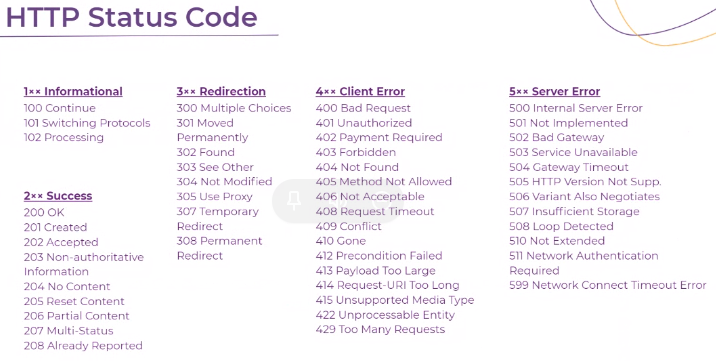 HTTP Status Code
1×× Informational
100 Continue
101 Switching Protocols
102 Processing
2×× Success
200 OK
201 Created
202 Accepted
203 Non-authoritative
Information
204 No Content
205 Reset Content
206 Partial Content
207 Multi-Status
208 Already Reported
3×× Redirection
300 Multiple Choices
301 Moved
Permanently
302 Found
303 See Other
304 Not Modified
305 Use Proxy
307 Temporary
Redirect
308 Permanent
Redirect
4×× Client Error
400 Bad Request
401 Unauthorized
402 Payment Required
403 Forbidden
404 Not Found
405 Method Not Allowed
406 Not Acceptable
408 Request Timeout
409 Conflict
410 Gone
412 Precondition Failed
413 Payload Too Large
414 Request-URI Too Long
415 Unsupported Media Type
422 Unprocessable Entity
429 Too Many Requests
5×× Server Error
500 Internal Server Error
501 Not Implemented
502 Bad Gateway
503 Service Unavailable
504 Gateway Timeout
505 HTTP Version Not Supp.
506 Variant Also Negotiates
507 Insufficient Storage
508 Loop Detected
510 Not Extended
511 Network Authentication
Required
599 Network Connect Timeout Error